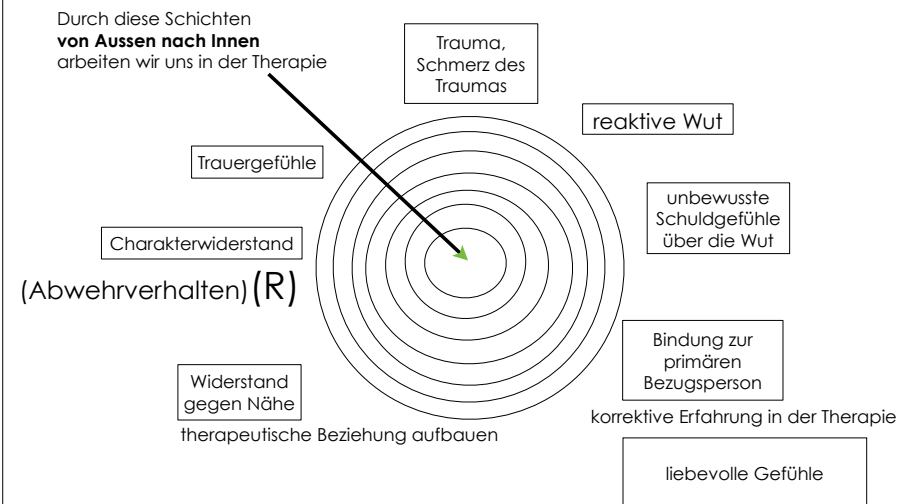 Durch diese Schichten
von Aussen nach Innen
arbeiten wir uns in der Therapie
Trauma,
Schmerz des
Traumas
reaktive Wut
Trauergefühle
unbewusste
Schuldgefühle
über die Wut
Charakterwiderstand
(Abwehrverhalten) (R)
Bindung zur
primären
Bezugsperson
Widerstand
gegen Nähe
korrektive Erfahrung in der Therapie
therapeutische Beziehung aufbauen
liebevolle Gefühle